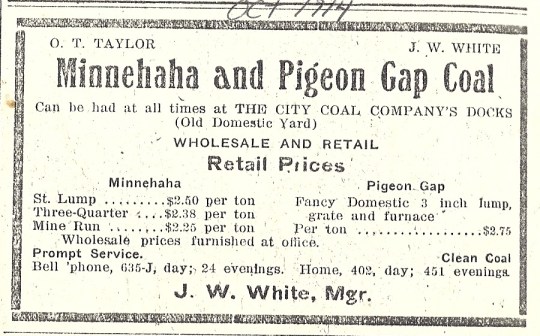 Oct 1914
O. T. TAYLOR J. W. WHITE
Minnehaha and Pigeon Gap Coal
Can be had at all times at THE CITY COAL COMPANY'S DOCKS
(Old Domestic Yard)
WHOLESALE AND RETAIL
Retail Prices
Minnehaha Pigeon Gap
St. Lump .........$2.50 per ton Fancy Domestic 3 inch lump,
Three-Quarter ....$2.38 per ton grate and furnace
Mine Run ........$2.25 per ton Per ton ..................$2.75
Wholesale prices furnished at office.
Prompt Service. Clean Coal
Bell 'phone, 635-J, day; 24 evenings. Home, 402, day; 451 evenings
J. W. White, Mgr.